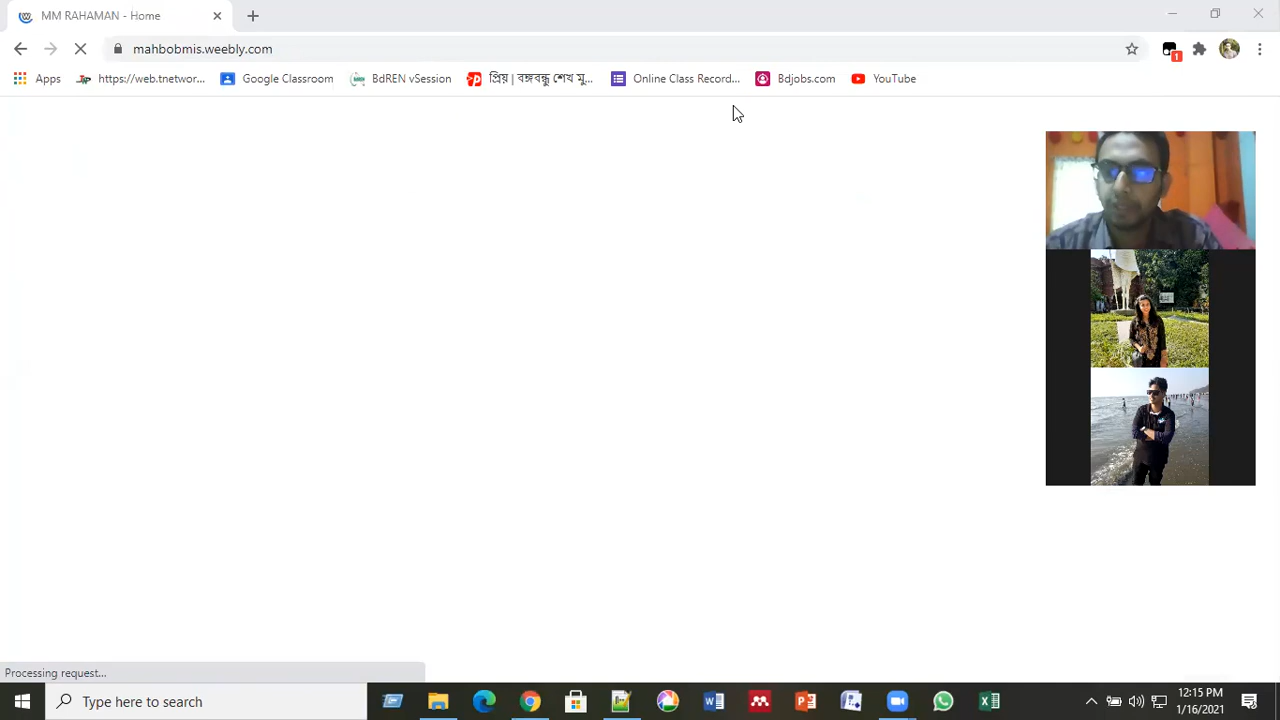 MM RAHAMAN - Home
mahbobmis.weebly.com
1
Apps
https://web.tnetwor...
Google Classroom
BdREN vSession
প্রিয় | বঙ্গবন্ধু শেখ মু...
Online Class Record...
Bdjobs.com
YouTube
Processing request...
Type here to search
12:15 PM
1/16/2021